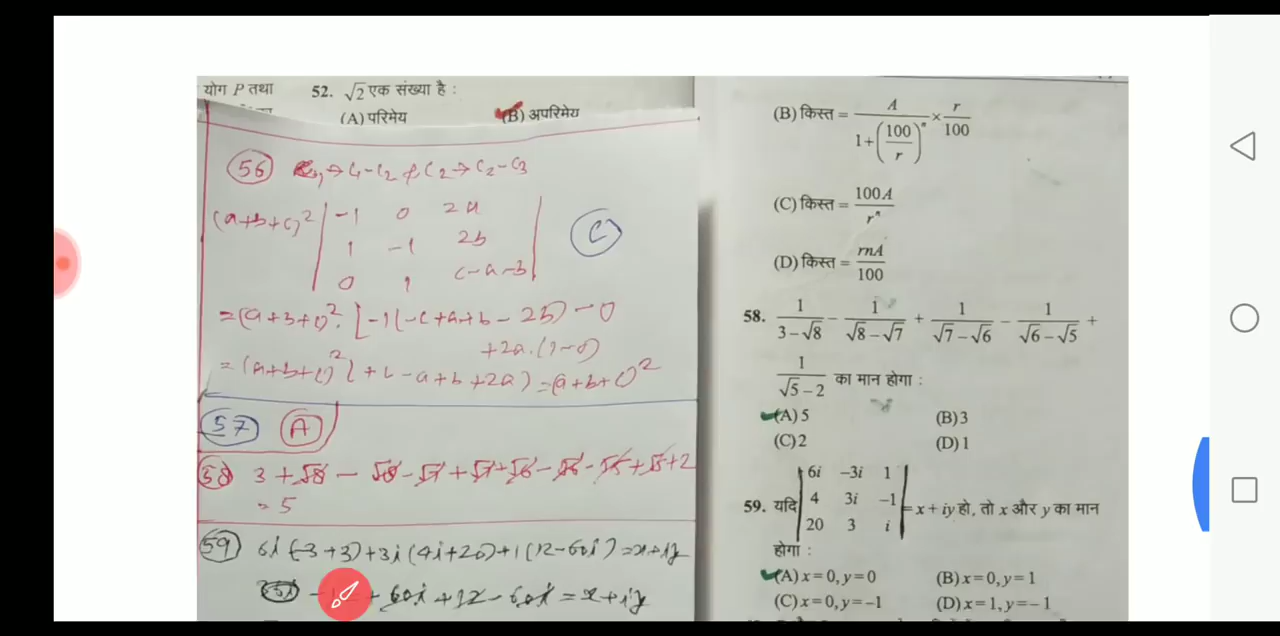 योग P तथा
52. √2 एक संख्या है :
(A) परिमेय (B) अपरिमेय
56 → C₁-C₂ & C₂→C₂-C₃
(a+b+c)² | -1 0 2a |
| 1 -1 2b |
| 0 1 c-a-b |
C
=(a+b+c)² [-1(-c+a+b-2b)-0
+2a.(1-0)
=(a+b+c)²(+c-a+b+2a)=(a+b+c)²
57 A
58 3+√8-√8-√7+√7+√6-√6-√5+√5+2
=5
59 6i(-3+3)+3i(4i+20)+1(12-60i)=x+iy
+60i+12-60i=x+iy
(B) किस्त = A/(1+(100/r)ⁿ) × r/100
(C) किस्त = 100A/rⁿ
(D) किस्त = rnA/100
58. 1/(3-√8) - 1/(√8-√7) + 1/(√7-√6) - 1/(√6-√5) +
1/(√5-2) का मान होगा :
(A) 5 (B) 3
(C) 2 (D) 1
| 6i -3i 1 |
59. यदि | 4 3i -1 | = x + iy हो, तो x और y का मान
| 20 3 i |
होगा :
(A) x = 0, y = 0 (B) x = 0, y = 1
(C) x = 0, y = -1 (D) x = 1, y = -1